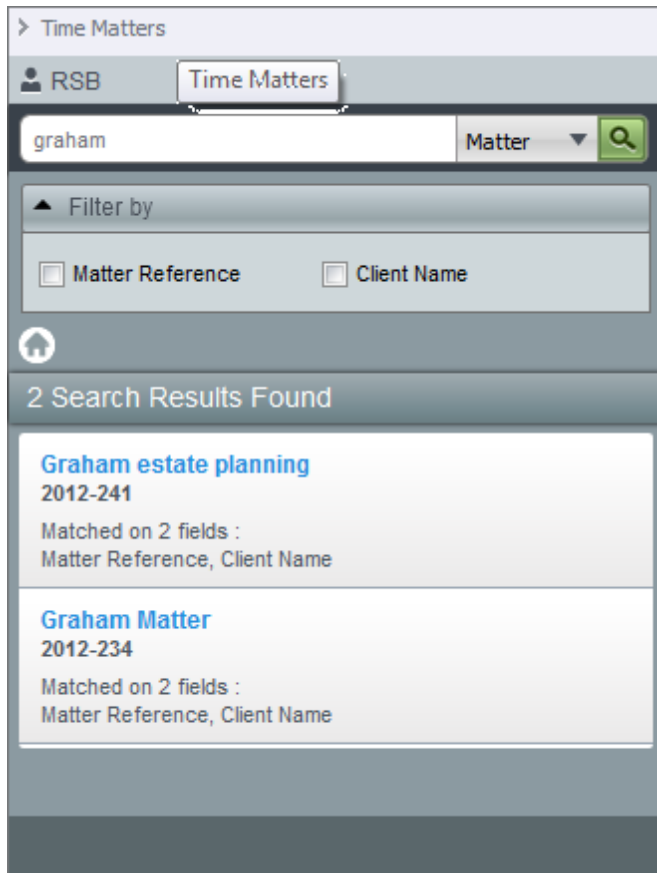 Time Matters
RSB
Time Matters
graham
Matter
Filter by
Matter Reference
Client Name
2 Search Results Found
Graham estate planning
2012-241
Matched on 2 fields :
Matter Reference, Client Name
Graham Matter
2012-234
Matched on 2 fields :
Matter Reference, Client Name